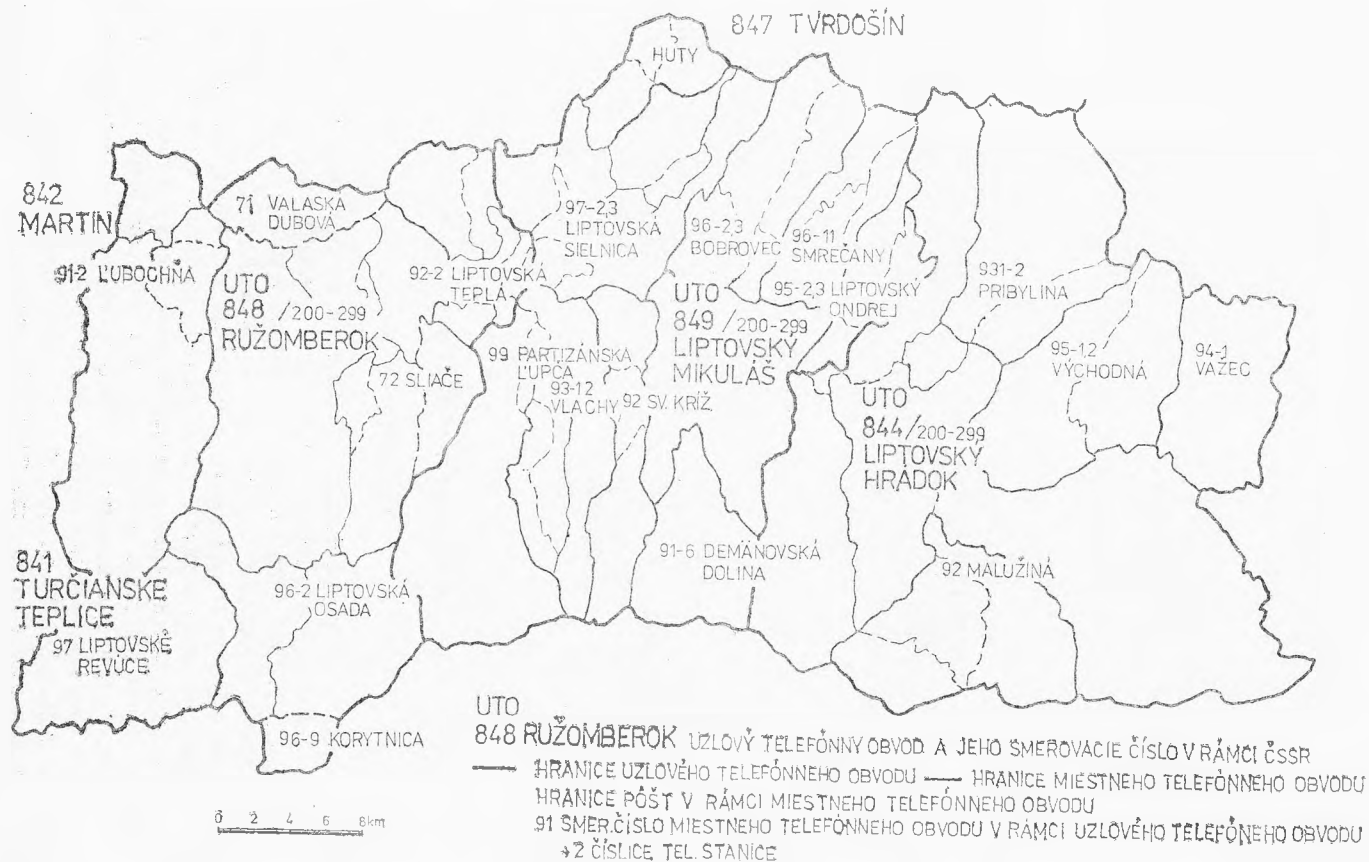 847 TVRDOŠÍN
HUTY
842
MARTIN
71 VALASKA
DUBOVÁ
97-2,3
LIPTOVSKÁ
SIELNICA
96-2,3
BOBROVEC
96-11
SMREČANY
91-2 ĽUBOCHŇA
92-2 LIPTOVSKÁ
TEPLÁ
95-2,3 LIPTOVSKÝ
ONDREJ
931-2
PRIBYLINA
UTO
848/200-299
RUŽOMBEROK
UTO
849/200-299
LIPTOVSKÝ
MIKULÁŠ
72 SLIAČE
99 PARTIZÁNSKA
ĽUPČA
93-12
VLACHY
92 SV. KRÍŽ
95-1,2
VÝCHODNÁ
94-1
VAŽEC
UTO
844/200-299
LIPTOVSKÝ
HRÁDOK
841
TURČIANSKE
TEPLICE
97 LIPTOVSKÉ
REVÚCE
96-2 LIPTOVSKÁ
OSADA
91-6 DEMÄNOVSKÁ
DOLINA
92 MALUŽINÁ
96-9 KORYTNICA
UTO
848 RUŽOMBEROK UZLOVÝ TELEFÓNNY OBVOD A JEHO SMEROVACIE ČÍSLO V RÁMCI ČSSR
HRANICE UZLOVÉHO TELEFÓNNEHO OBVODU HRANICE MIESTNEHO TELEFÓNNEHO OBVODU
HRANICE PÔŠT V RÁMCI MIESTNEHO TELEFÓNNEHO OBVODU
91 SMER.ČÍSLO MIESTNEHO TELEFÓNNEHO OBVODU V RÁMCI UZLOVÉHO TELEFÓNEHO OBVODU
+2 ČÍSLICE TEL. STANICE
0 2 4 6 8km